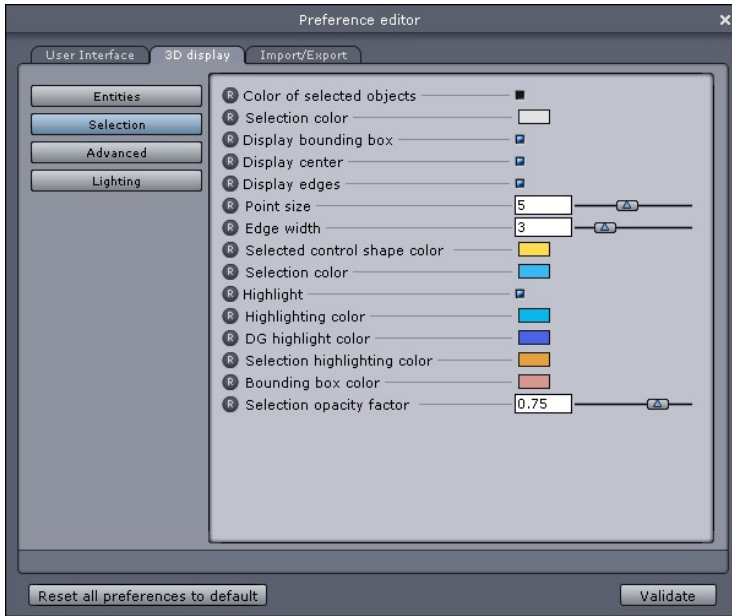 Preference editor
User Interface
3D display
Import/Export
Entities
Selection
Advanced
Lighting
R Color of selected objects
R Selection color
R Display bounding box
R Display center
R Display edges
R Point size 5
R Edge width 3
R Selected control shape color
R Selection color
R Highlight
R Highlighting color
R DG highlight color
R Selection highlighting color
R Bounding box color
R Selection opacity factor 0.75
Reset all preferences to default
Validate